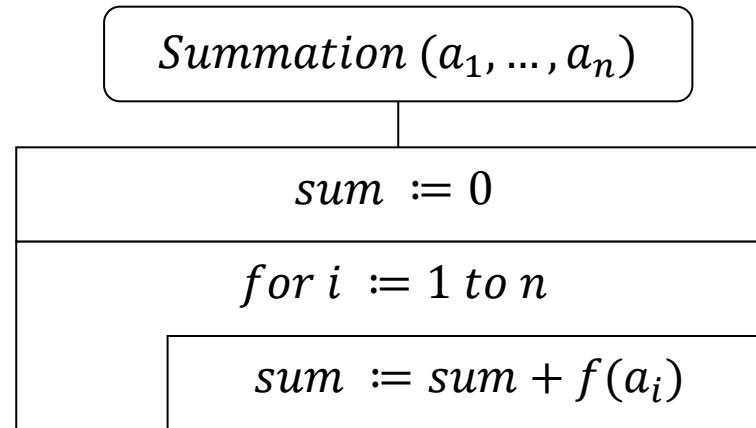 Summation (a₁, … , aₙ)
sum ≔ 0
for i ≔ 1 to n
sum ≔ sum + f(aᵢ)